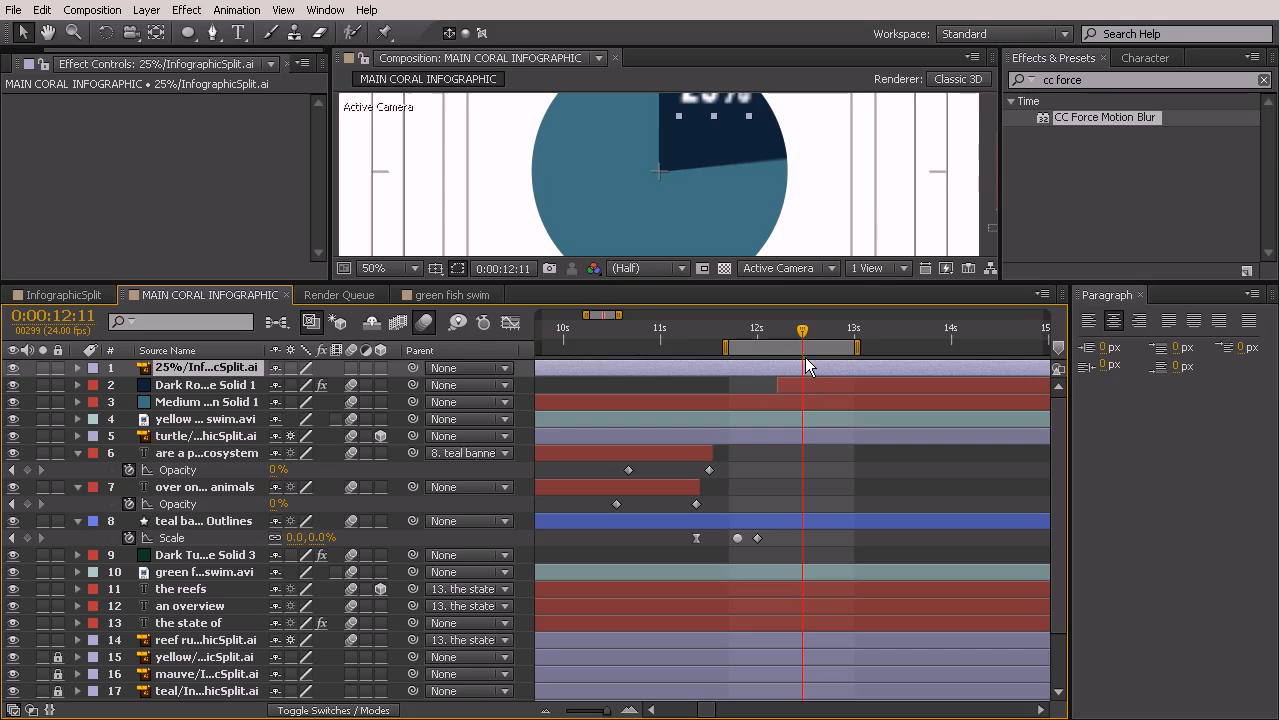 File Edit Composition Layer Effect Animation View Window Help
Workspace: Standard Search Help
Effect Controls: 25%/InfographicSplit.ai
MAIN CORAL INFOGRAPHIC • 25%/InfographicSplit.ai
Composition: MAIN CORAL INFOGRAPHIC
MAIN CORAL INFOGRAPHIC Renderer: Classic 3D
Active Camera
25%
50% 0:00:12:11 (Half) Active Camera 1 View
Effects & Presets Character
cc force
Time
CC Force Motion Blur
InfographicSplit MAIN CORAL INFOGRAPHIC Render Queue green fish swim
0:00:12:11
00299 (24.00 fps)
10s 11s 12s 13s 14s 15
# Source Name Parent
1 25%/Inf...cSplit.ai None
2 Dark Ro...e Solid 1 None
3 Medium ...n Solid 1 None
4 yellow ... swim.avi None
5 turtle/...hicSplit.ai None
6 are a p...cosystem 8. teal banne
Opacity 0%
7 over on... animals None
Opacity 0%
8 teal ba... Outlines None
Scale 0.0,0.0%
9 Dark Tu...e Solid 3 None
10 green f...swim.avi None
11 the reefs 13. the state
12 an overview 13. the state
13 the state of None
14 reef ru...hicSplit.ai 13. the state
15 yellow/...icSplit.ai None
16 mauve/I...cSplit.ai None
17 teal/In...hicSplit.ai None
Toggle Switches / Modes
Paragraph
0 px 0 px 0 px
0 px 0 px